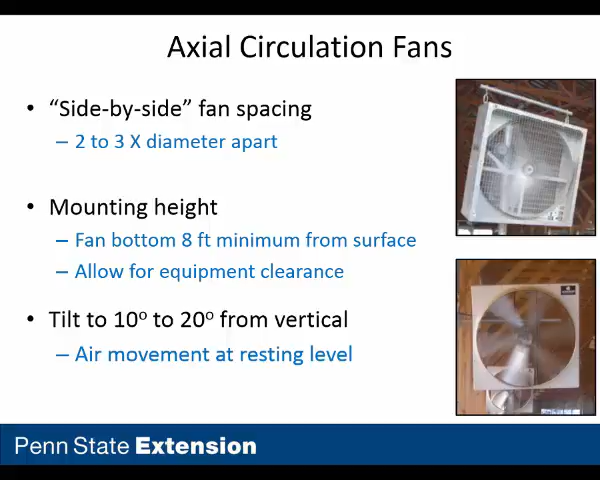 Axial Circulation Fans
• “Side-by-side” fan spacing
– 2 to 3 X diameter apart
• Mounting height
– Fan bottom 8 ft minimum from surface
– Allow for equipment clearance
• Tilt to 10º to 20º from vertical
– Air movement at resting level
Penn State Extension